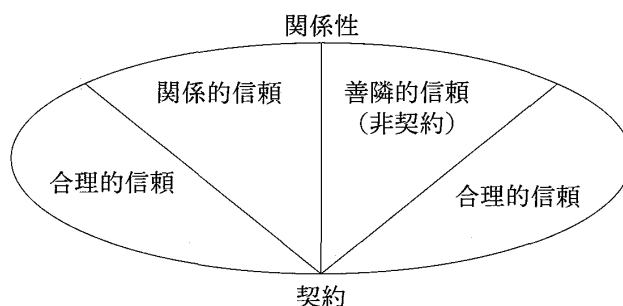 関係性
関係的信頼
善隣的信頼
（非契約）
合理的信頼
合理的信頼
契約